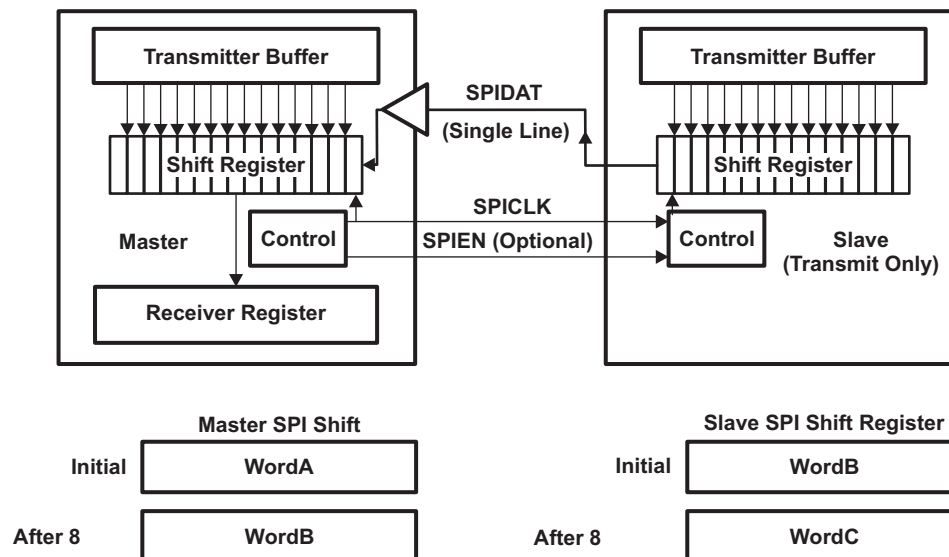 Transmitter Buffer
Transmitter Buffer
SPIDAT
(Single Line)
Shift Register
Shift Register
SPICLK
Master
Control
SPIEN (Optional)
Control
Slave
(Transmit Only)
Receiver Register
Master SPI Shift
Slave SPI Shift Register
Initial
WordA
Initial
WordB
After 8
WordB
After 8
WordC